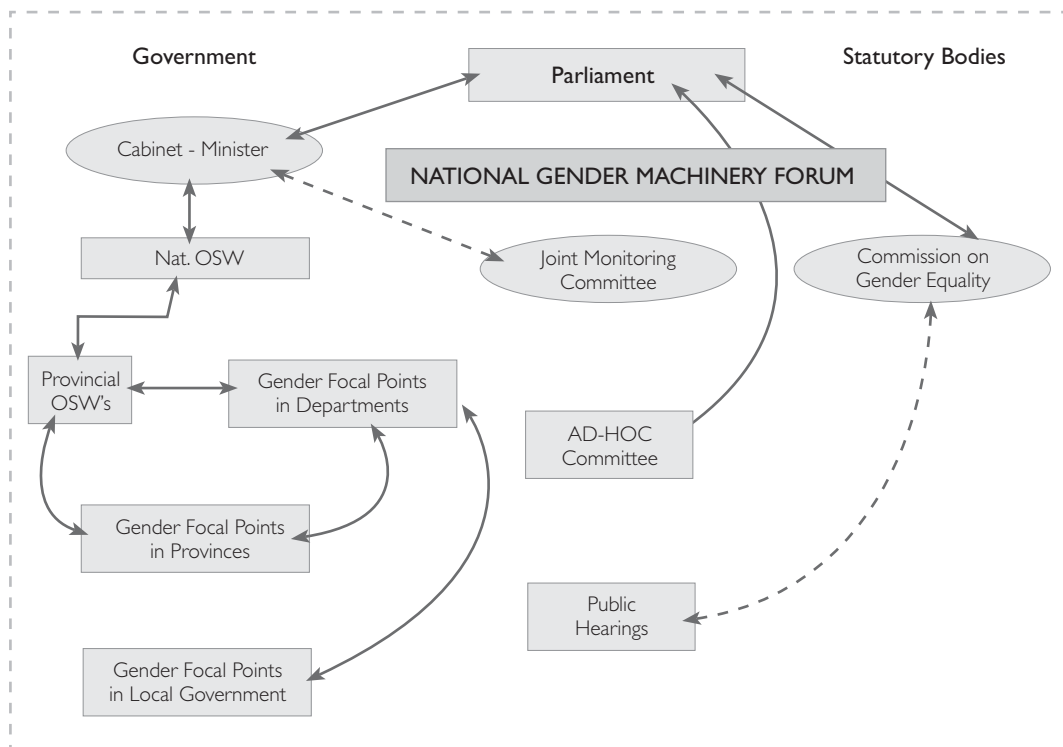 Government
Parliament
Statutory Bodies
Cabinet - Minister
NATIONAL GENDER MACHINERY FORUM
Nat. OSW
Joint Monitoring
Committee
Commission on
Gender Equality
Provincial
OSW's
Gender Focal Points
in Departments
AD-HOC
Committee
Gender Focal Points
in Provinces
Public
Hearings
Gender Focal Points
in Local Government